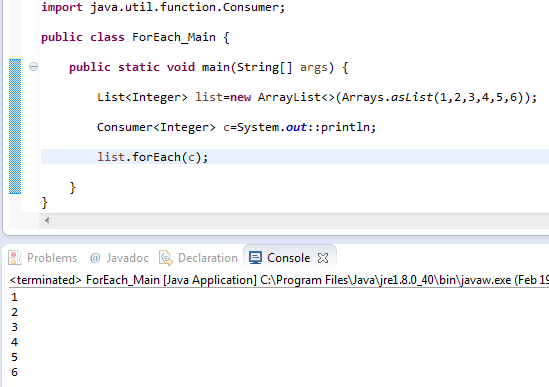 import java.util.function.Consumer;
public class ForEach_Main {
public static void main(String[] args) {
List<Integer> list=new ArrayList<>(Arrays.asList(1,2,3,4,5,6));
Consumer<Integer> c=System.out::println;
list.forEach(c);
}
}
Problems @ Javadoc Declaration Console
<terminated> ForEach_Main [Java Application] C:\Program Files\Java\jre1.8.0_40\bin\javaw.exe (Feb 19
1
2
3
4
5
6